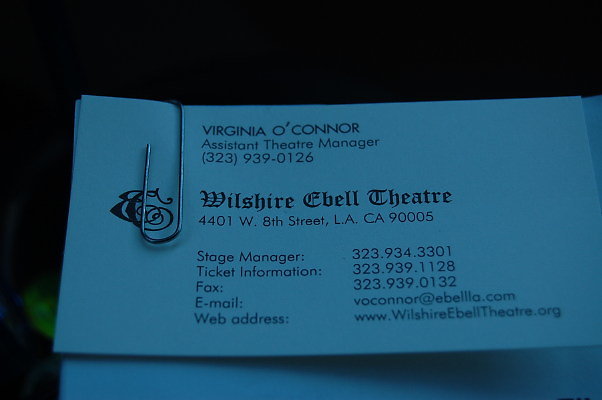 VIRGINIA O'CONNOR
Assistant Theatre Manager
(323) 939-0126
Wilshire Ebell Theatre
4401 W. 8th Street, L.A. CA 90005
Stage Manager: 323.934.3301
Ticket Information: 323.939.1128
Fax: 323.939.0132
E-mail: voconnor@ebellla.com
Web address: www.WilshireEbellTheatre.org